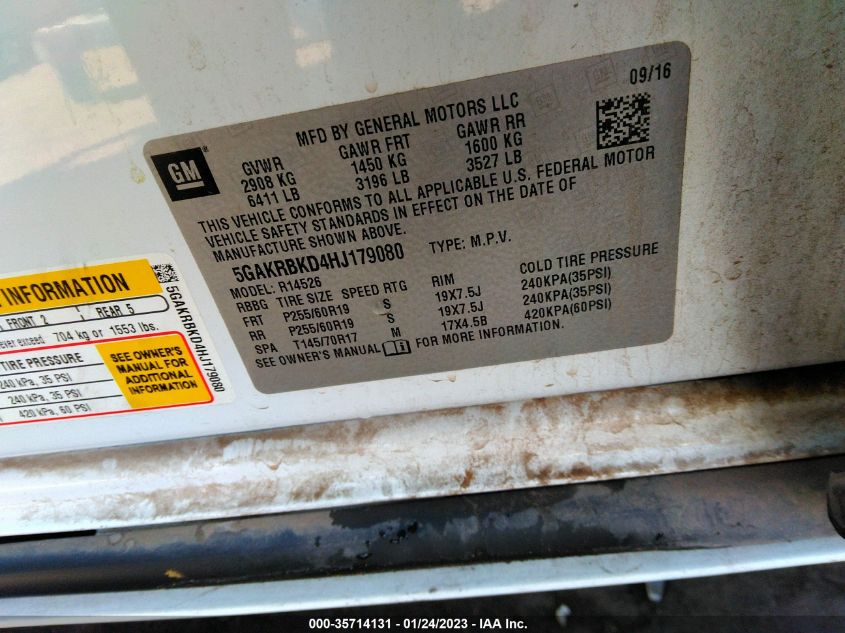 09/16
MFD BY GENERAL MOTORS LLC
GM
GVWR GAWR FRT GAWR RR
2908 KG 1450 KG 1600 KG
6411 LB 3196 LB 3527 LB
THIS VEHICLE CONFORMS TO ALL APPLICABLE U.S. FEDERAL MOTOR
VEHICLE SAFETY STANDARDS IN EFFECT ON THE DATE OF
MANUFACTURE SHOWN ABOVE.
5GAKRBKD4HJ179080 TYPE: M.P.V.
MODEL: R14526
RBBG TIRE SIZE SPEED RTG RIM COLD TIRE PRESSURE
FRT P255/60R19 S 19X7.5J 240KPA(35PSI)
RR P255/60R19 S 19X7.5J 240KPA(35PSI)
SPA T145/70R17 M 17X4.5B 420KPA(60PSI)
SEE OWNER'S MANUAL FOR MORE INFORMATION.
INFORMATION
FRONT 2 REAR 5
exceed 704 kg or 1553 lbs.
TIRE PRESSURE
240 kPa, 35 PSI
240 kPa, 35 PSI
420 kPa, 60 PSI
SEE OWNER'S
MANUAL FOR
ADDITIONAL
INFORMATION
5GAKRBKD4HJ179080
000-35714131 - 01/24/2023 - IAA Inc.